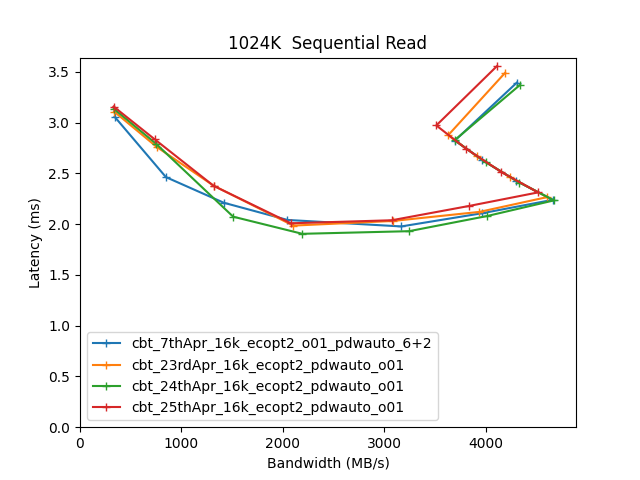 1024K  Sequential Read
Latency (ms)
3.5
3.0
2.5
2.0
1.5
1.0
0.5
0.0
cbt_7thApr_16k_ecopt2_o01_pdwauto_6+2
cbt_23rdApr_16k_ecopt2_pdwauto_o01
cbt_24thApr_16k_ecopt2_pdwauto_o01
cbt_25thApr_16k_ecopt2_pdwauto_o01
0 1000 2000 3000 4000
Bandwidth (MB/s)